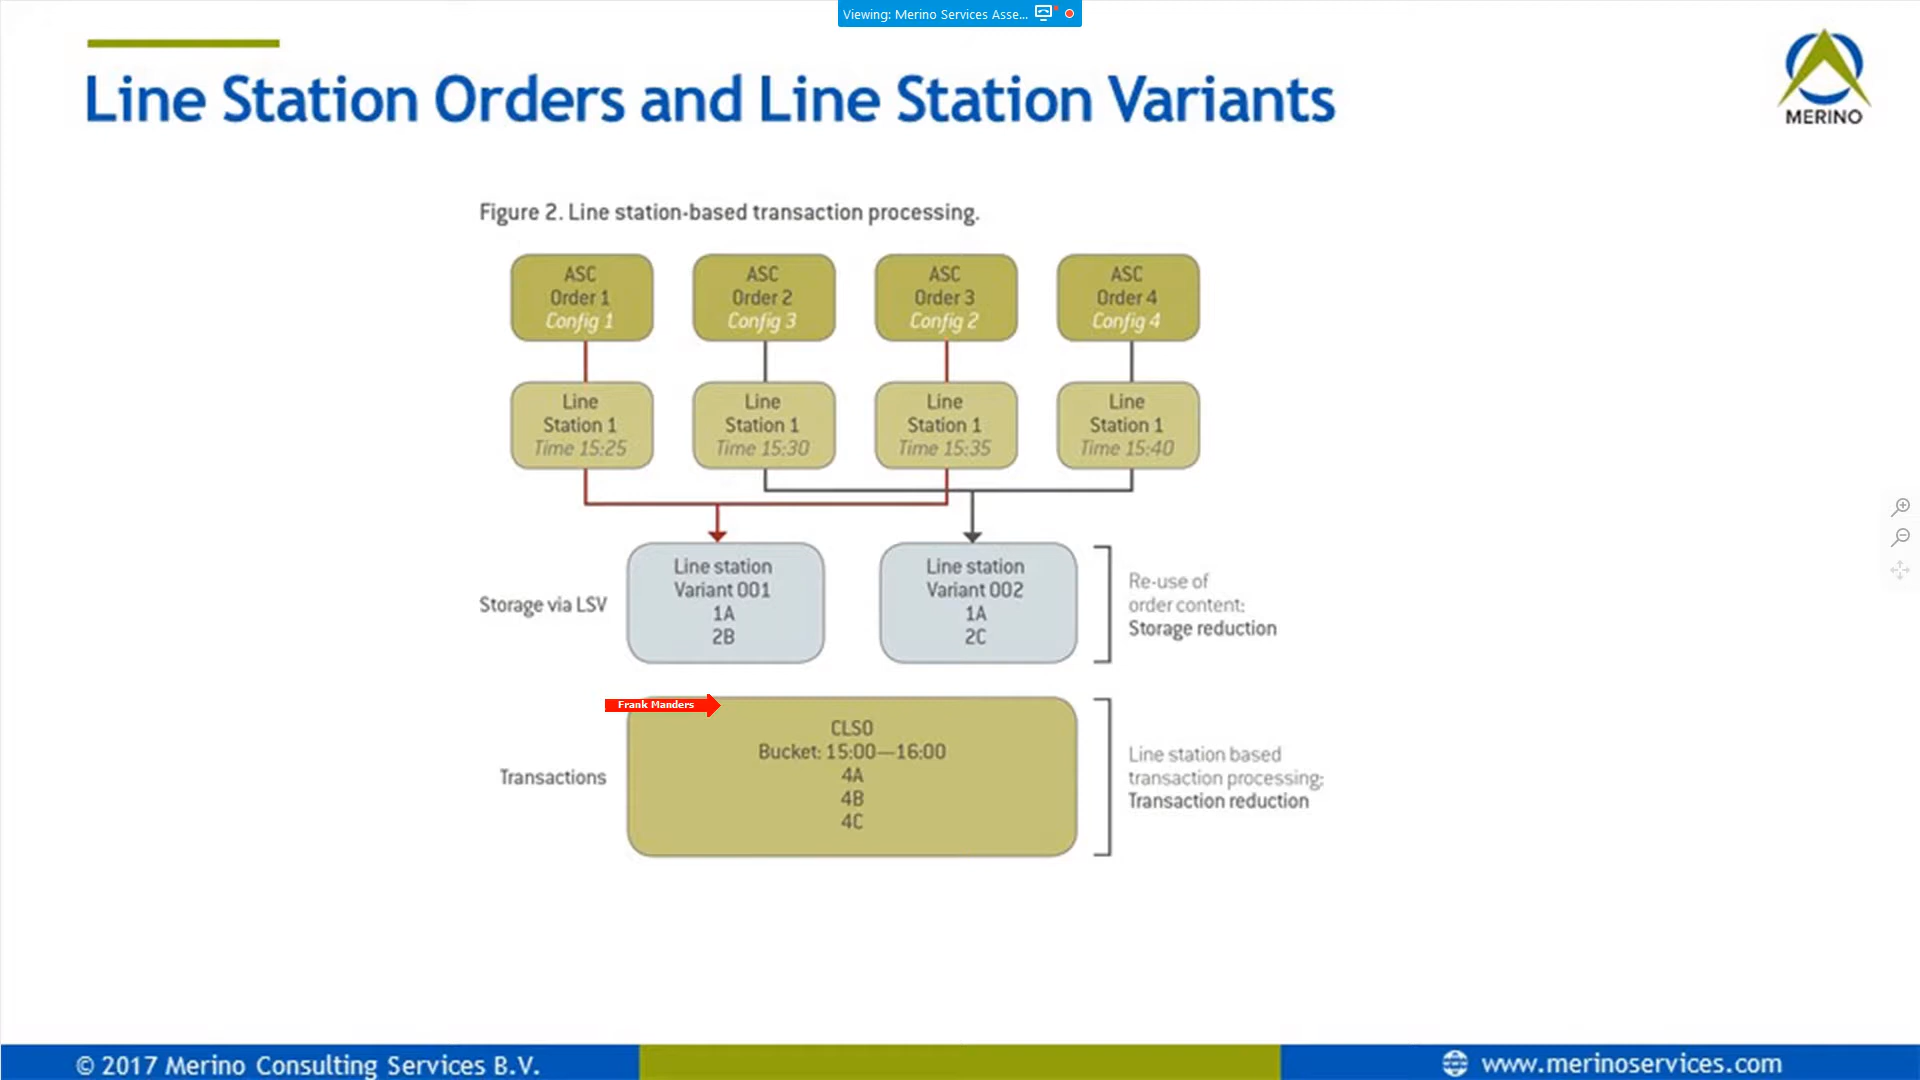 Viewing: Merino Services Asse...
Line Station Orders and Line Station Variants
MERINO
Figure 2. Line station-based transaction processing.
ASC
Order 1
Config 1
ASC
Order 2
Config 3
ASC
Order 3
Config 2
ASC
Order 4
Config 4
Line
Station 1
Time 15:25
Line
Station 1
Time 15:30
Line
Station 1
Time 15:35
Line
Station 1
Time 15:40
Storage via LSV
Line station
Variant 001
1A
2B
Line station
Variant 002
1A
2C
Re-use of
order content:
Storage reduction
Frank Manders
Transactions
CLSO
Bucket: 15:00—16:00
4A
4B
4C
Line station based
transaction processing:
Transaction reduction
© 2017 Merino Consulting Services B.V.
www.merinoservices.com